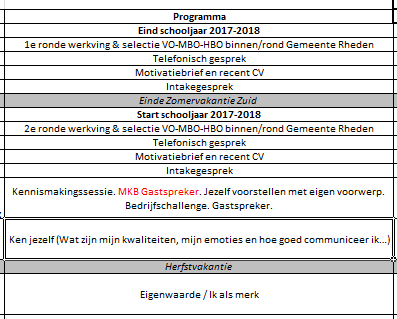 Programma
Eind schooljaar 2017-2018
1e ronde werkving & selectie VO-MBO-HBO binnen/rond Gemeente Rheden
Telefonisch gesprek
Motivatiebrief en recent CV
Intakegesprek
Einde Zomervakantie Zuid
Start schooljaar 2017-2018
2e ronde werkving & selectie VO-MBO-HBO binnen/rond Gemeente Rheden
Telefonisch gesprek
Motivatiebrief en recent CV
Intakegesprek
Kennismakingssessie. MKB Gastspreker. Jezelf voorstellen met eigen voorwerp.
Bedrijfschallenge. Gastspreker.
Ken jezelf (Wat zijn mijn kwaliteiten, mijn emoties en hoe goed communiceer ik...)
Herfstvakantie
Eigenwaarde / Ik als merk